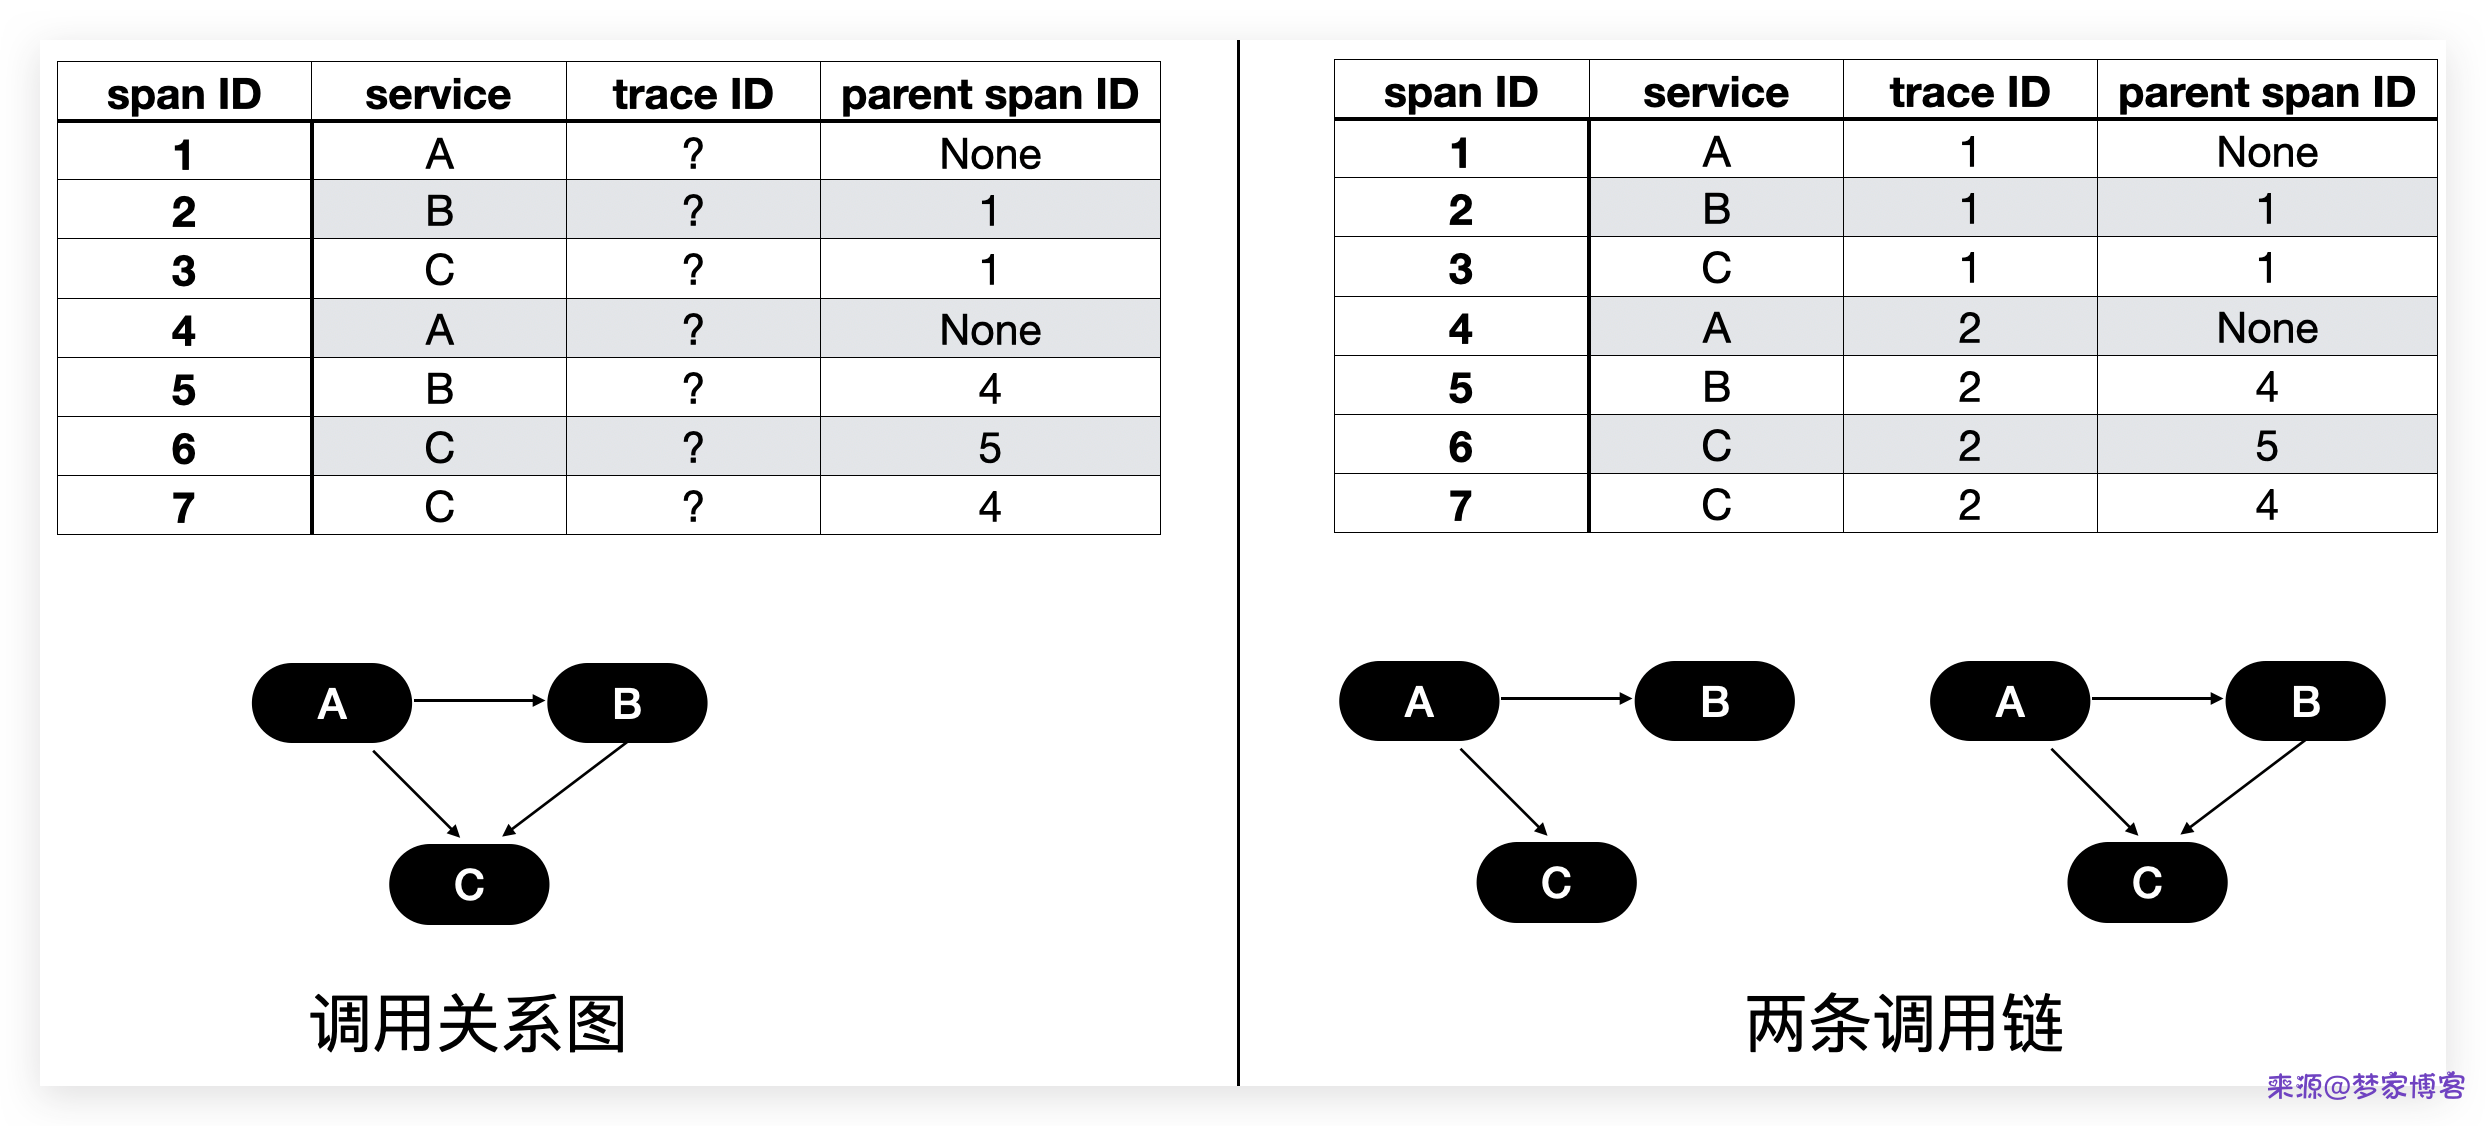 span ID service trace ID parent span ID
1 A ? None
2 B ? 1
3 C ? 1
4 A ? None
5 B ? 4
6 C ? 5
7 C ? 4
A B
C
调用关系图
span ID service trace ID parent span ID
1 A 1 None
2 B 1 1
3 C 1 1
4 A 2 None
5 B 2 4
6 C 2 5
7 C 2 4
A B A B
C C
两条调用链
来源@梦家博客